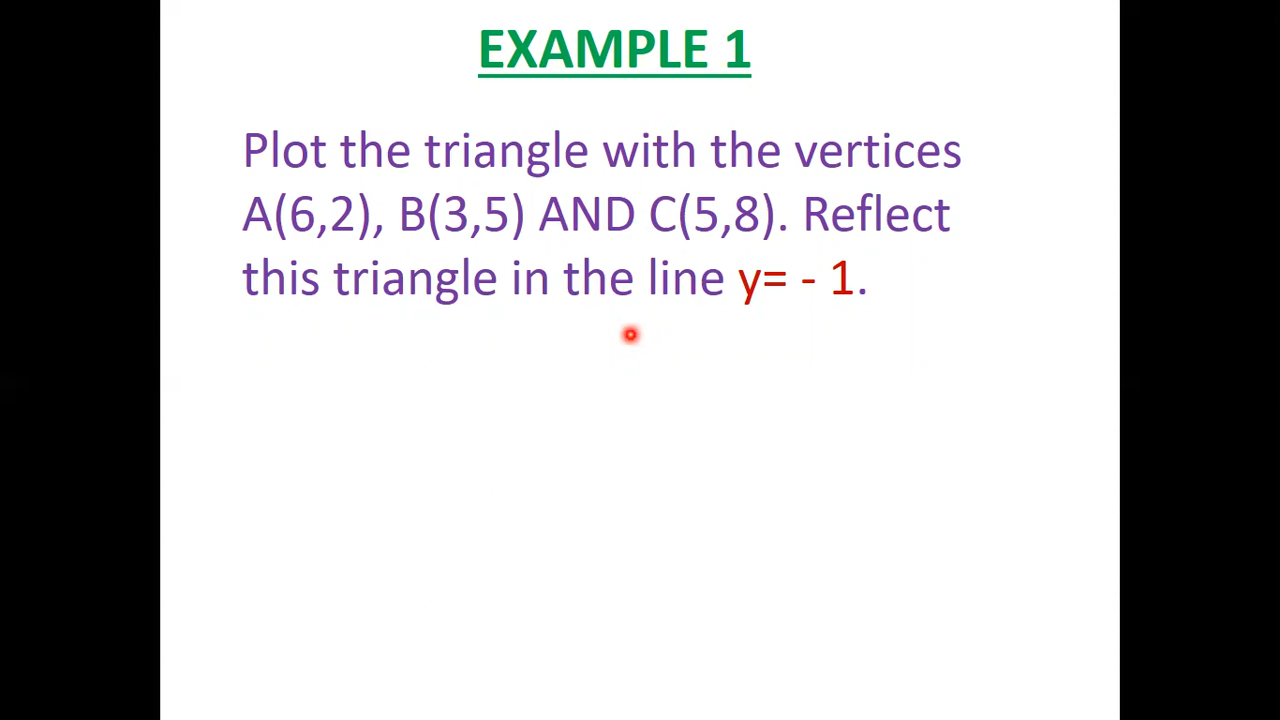 EXAMPLE 1
Plot the triangle with the vertices
A(6,2), B(3,5) AND C(5,8). Reflect
this triangle in the line y= - 1.